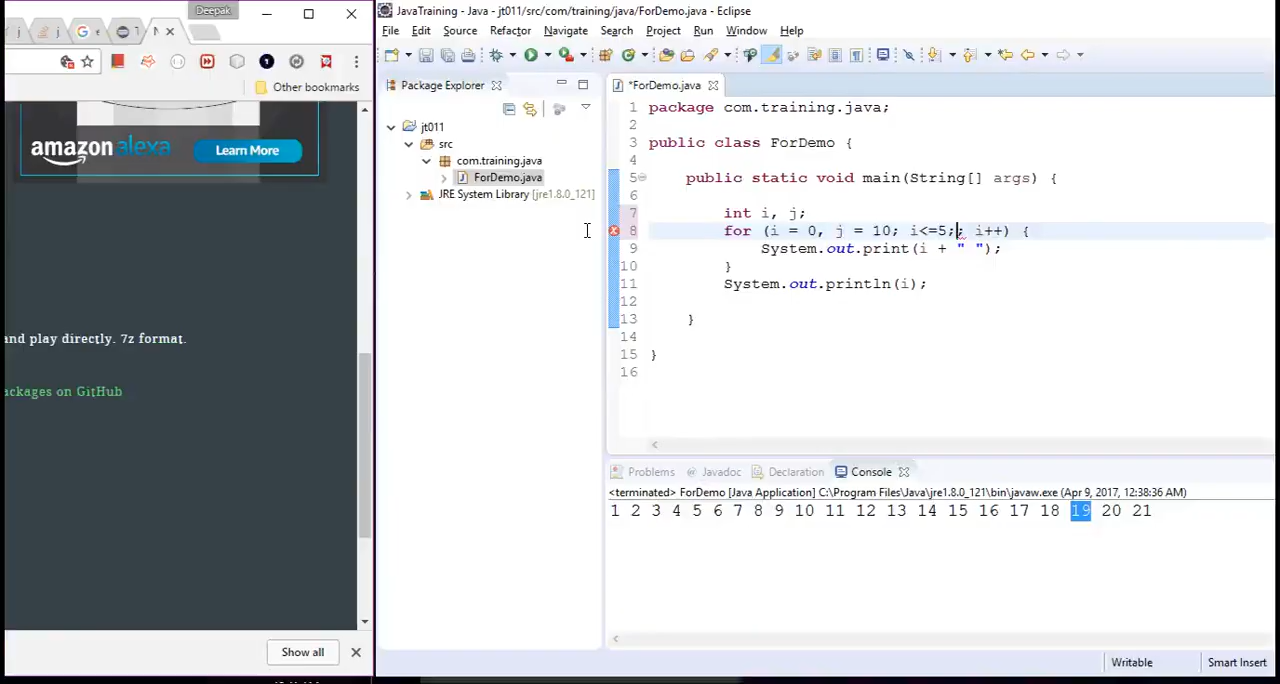 Deepak
JavaTraining - Java - jt011/src/com/training/java/ForDemo.java - Eclipse
File Edit Source Refactor Navigate Search Project Run Window Help
Other bookmarks
Package Explorer
*ForDemo.java
jt011
src
com.training.java
ForDemo.java
JRE System Library [jre1.8.0_121]
amazon alexa
Learn More
and play directly. 7z format.
ackages on GitHub
Show all
1 package com.training.java;
2
3 public class ForDemo {
4
5 public static void main(String[] args) {
6
7 int i, j;
8 for (i = 0, j = 10; i<=5;; i++) {
9 System.out.print(i + " ");
10 }
11 System.out.println(i);
12
13 }
14
15 }
16
Problems @ Javadoc Declaration Console
<terminated> ForDemo [Java Application] C:\Program Files\Java\jre1.8.0_121\bin\javaw.exe (Apr 9, 2017, 12:38:36 AM)
1 2 3 4 5 6 7 8 9 10 11 12 13 14 15 16 17 18 19 20 21
Writable
Smart Insert